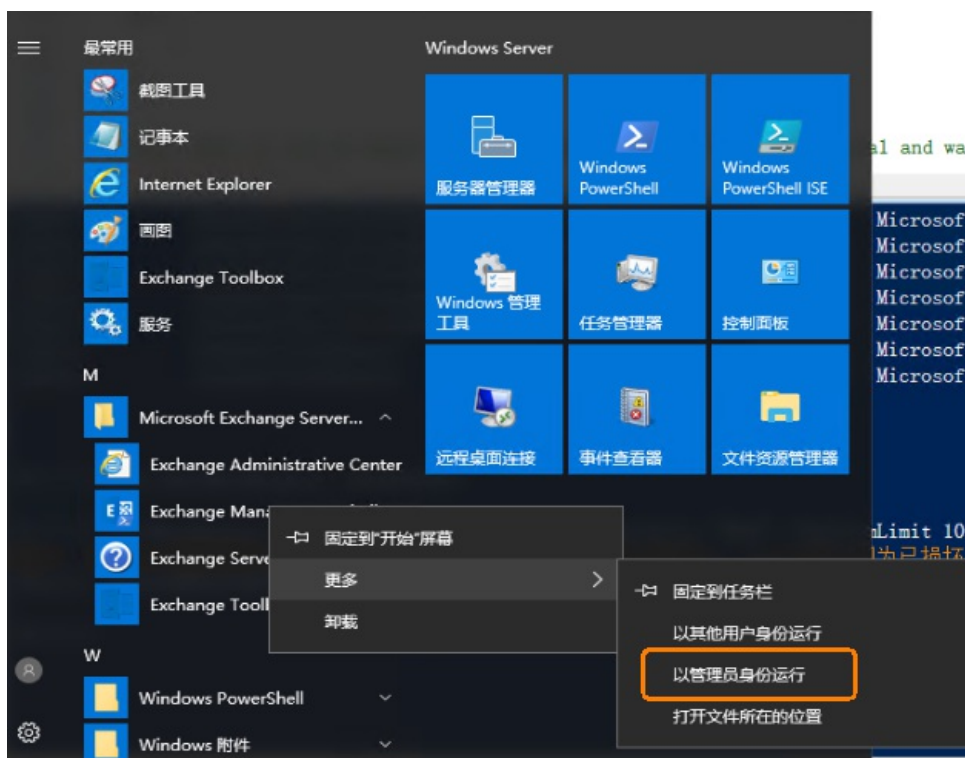 最常用
截图工具
记事本
Internet Explorer
画图
Exchange Toolbox
服务
M
Microsoft Exchange Server...
Exchange Administrative Center
Exchange
Exchange
Exchange
W
Windows PowerShell
Windows 附件
Windows Server
服务器管理器
Windows
PowerShell
Windows
PowerShell ISE
Windows 管理
工具
任务管理器
控制面板
远程桌面连接
事件查看器
文件资源管理器
固定到"开始"屏幕
更多
卸载
固定到任务栏
以其他用户身份运行
以管理员身份运行
打开文件所在的位置
and
Microsof
Microsof
Microsof
Microsof
Microsof
Microsof
Microsof
Limit 10
为已损坏